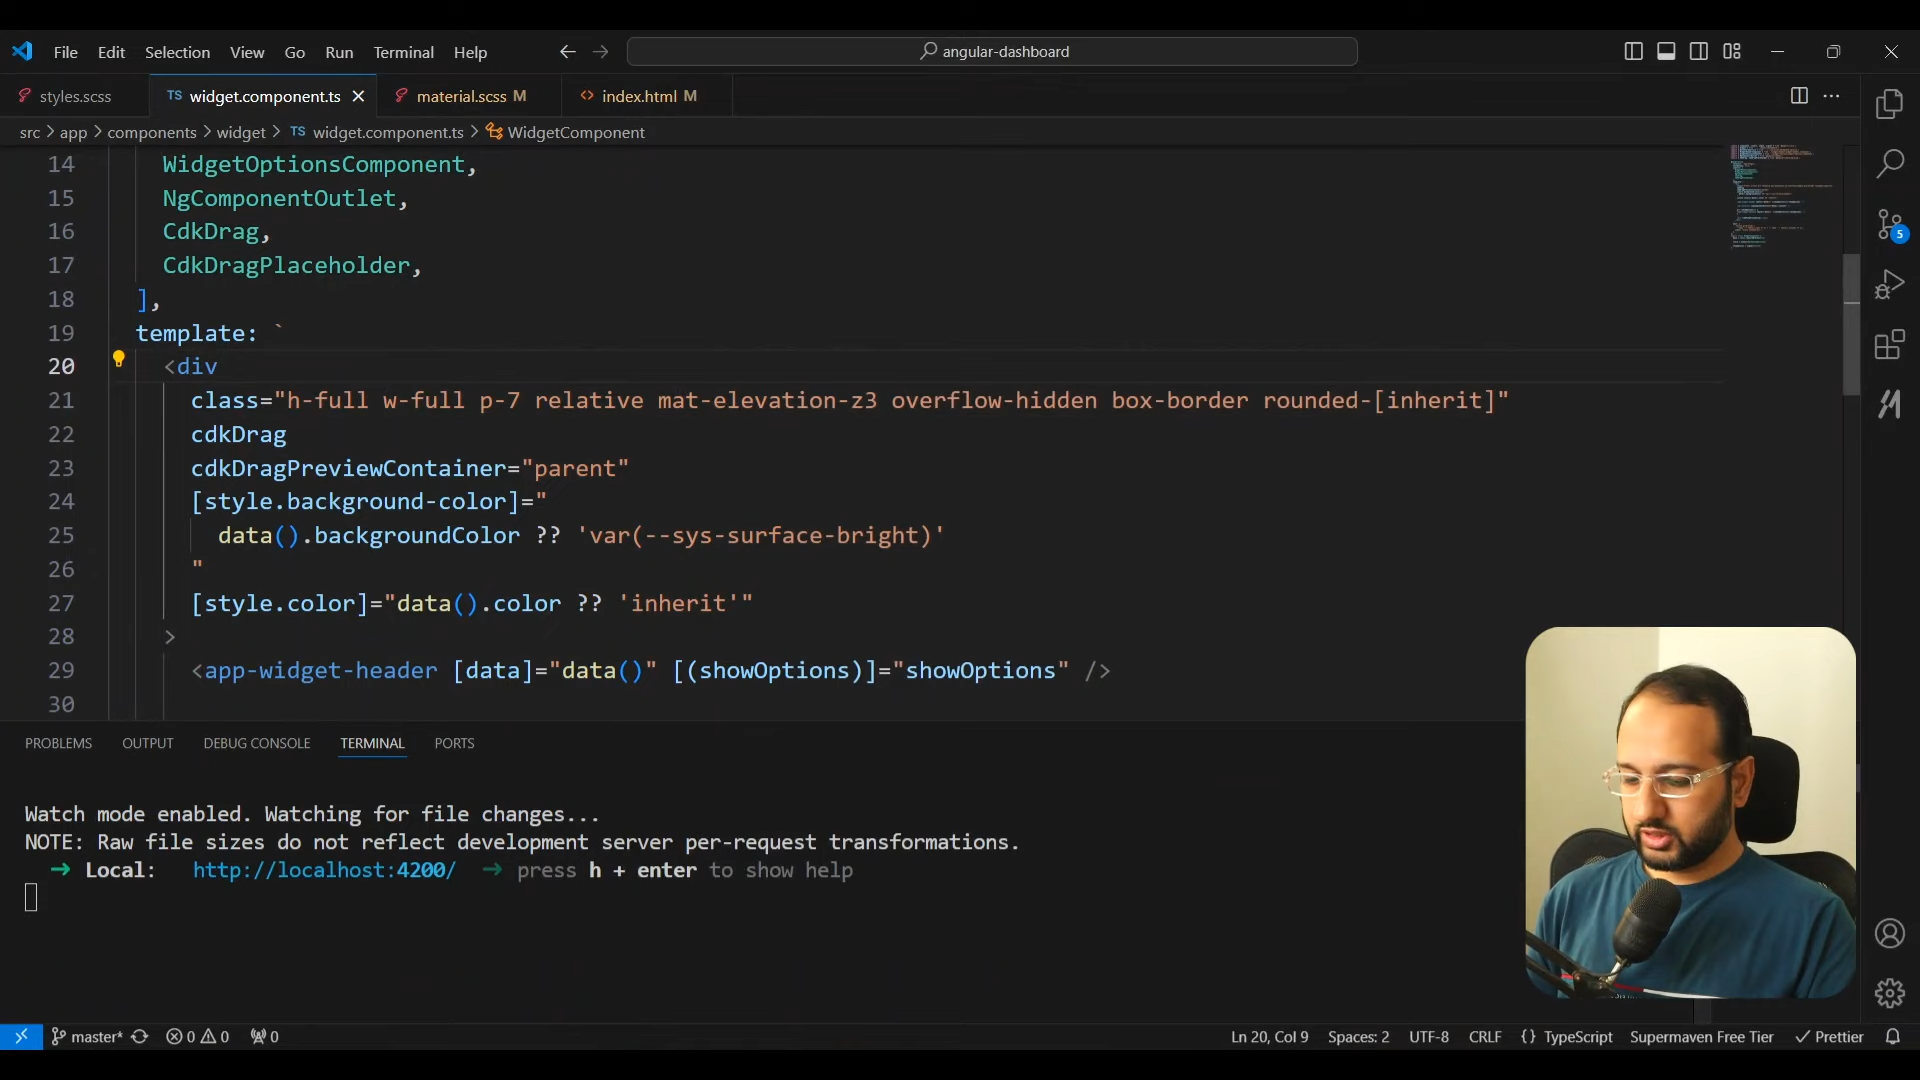 File Edit Selection View Go Run Terminal Help
angular-dashboard
styles.scss
TS widget.component.ts
material.scss M
index.html M
src > app > components > widget > TS widget.component.ts > WidgetComponent
14 WidgetOptionsComponent,
15 NgComponentOutlet,
16 CdkDrag,
17 CdkDragPlaceholder,
18 ],
19 template: `
20 <div
21 class="h-full w-full p-7 relative mat-elevation-z3 overflow-hidden box-border rounded-[inherit]"
22 cdkDrag
23 cdkDragPreviewContainer="parent"
24 [style.background-color]="
25 data().backgroundColor ?? 'var(--sys-surface-bright)'
26 "
27 [style.color]="data().color ?? 'inherit'"
28 >
29 <app-widget-header [data]="data()" [(showOptions)]="showOptions" />
30
5
PROBLEMS OUTPUT DEBUG CONSOLE TERMINAL PORTS
Watch mode enabled. Watching for file changes...
NOTE: Raw file sizes do not reflect development server per-request transformations.
➜ Local: http://localhost:4200/ ➜ press h + enter to show help
master* 0 0 0 Ln 20, Col 9 Spaces: 2 UTF-8 CRLF {} TypeScript Supermaven Free Tier Prettier